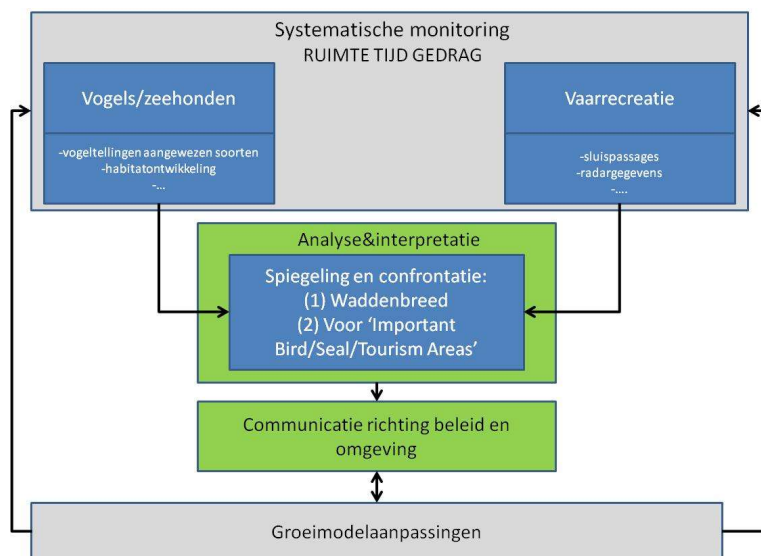 Systematische monitoring
RUIMTE TIJD GEDRAG
Vogels/zeehonden
-vogeltellingen aangewezen soorten
-habitatontwikkeling
-...
Vaarrecreatie
-sluispassages
-radargegevens
-....
Analyse&interpretatie
Spiegeling en confrontatie:
(1) Waddenbreed
(2) Voor ‘Important
Bird/Seal/Tourism Areas’
Communicatie richting beleid en
omgeving
Groeimodelaanpassingen